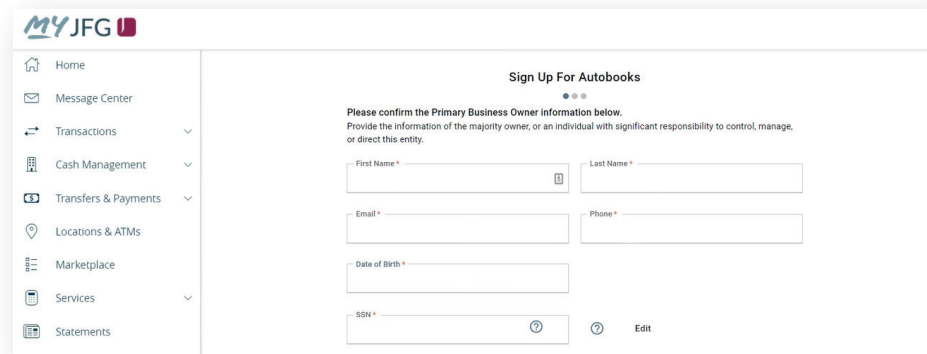 MY JFG
Home
Message Center
Transactions
Cash Management
Transfers & Payments
Locations & ATMs
Marketplace
Services
Statements
Sign Up For Autobooks
Please confirm the Primary Business Owner information below.
Provide the information of the majority owner, or an individual with significant responsibility to control, manage,
or direct this entity.
First Name * Last Name *
Email * Phone *
Date of Birth *
SSN * ? ? Edit